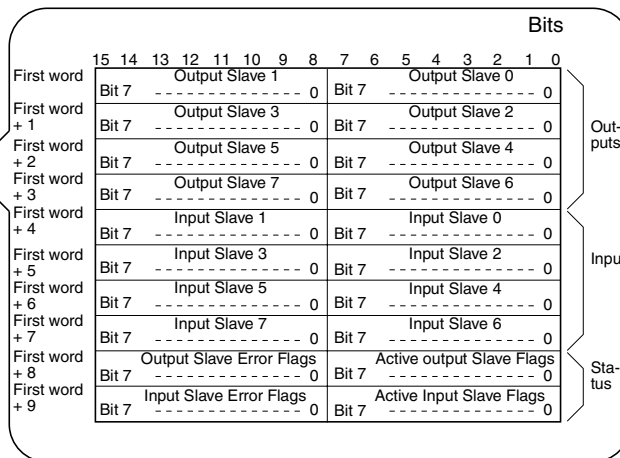 Bits
15 14 13 12 11 10 9 8 7 6 5 4 3 2 1 0
First word Output Slave 1 Output Slave 0
Bit 7 - - - - - - - - - - - - - - - 0 Bit 7 - - - - - - - - - - - - - - - 0
First word + 1 Output Slave 3 Output Slave 2
Bit 7 - - - - - - - - - - - - - - - 0 Bit 7 - - - - - - - - - - - - - - - 0
Out-
puts
First word + 2 Output Slave 5 Output Slave 4
Bit 7 - - - - - - - - - - - - - - - 0 Bit 7 - - - - - - - - - - - - - - - 0
First word + 3 Output Slave 7 Output Slave 6
Bit 7 - - - - - - - - - - - - - - - 0 Bit 7 - - - - - - - - - - - - - - - 0
First word + 4 Input Slave 1 Input Slave 0
Bit 7 - - - - - - - - - - - - - - - 0 Bit 7 - - - - - - - - - - - - - - - 0
First word + 5 Input Slave 3 Input Slave 2
Bit 7 - - - - - - - - - - - - - - - 0 Bit 7 - - - - - - - - - - - - - - - 0
Inpu
First word + 6 Input Slave 5 Input Slave 4
Bit 7 - - - - - - - - - - - - - - - 0 Bit 7 - - - - - - - - - - - - - - - 0
First word + 7 Input Slave 7 Input Slave 6
Bit 7 - - - - - - - - - - - - - - - 0 Bit 7 - - - - - - - - - - - - - - - 0
First word + 8 Output Slave Error Flags Active output Slave Flags
Bit 7 - - - - - - - - - - - - - - - 0 Bit 7 - - - - - - - - - - - - - - - 0
Sta-
tus
First word + 9 Input Slave Error Flags Active Input Slave Flags
Bit 7 - - - - - - - - - - - - - - - 0 Bit 7 - - - - - - - - - - - - - - - 0